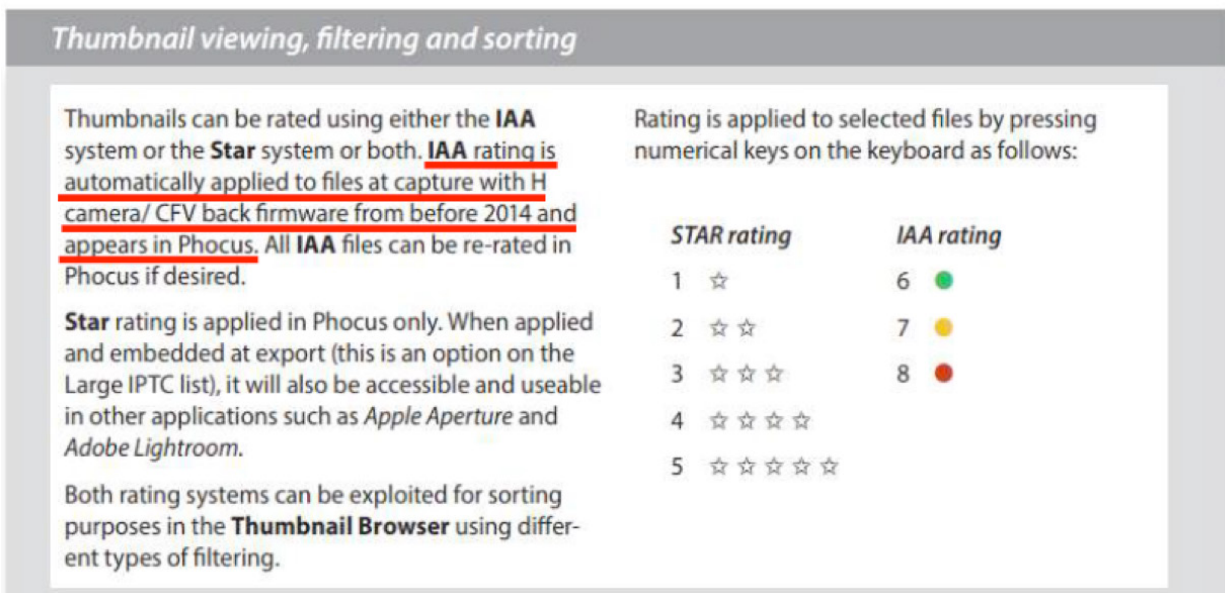 Thumbnail viewing, filtering and sorting
Thumbnails can be rated using either the IAA
system or the Star system or both. IAA rating is
automatically applied to files at capture with H
camera/ CFV back firmware from before 2014 and
appears in Phocus. All IAA files can be re-rated in
Phocus if desired.
Star rating is applied in Phocus only. When applied
and embedded at export (this is an option on the
Large IPTC list), it will also be accessible and useable
in other applications such as Apple Aperture and
Adobe Lightroom.
Both rating systems can be exploited for sorting
purposes in the Thumbnail Browser using differ-
ent types of filtering.
Rating is applied to selected files by pressing
numerical keys on the keyboard as follows:
STAR rating
1 ☆
2 ☆ ☆
3 ☆ ☆ ☆
4 ☆ ☆ ☆ ☆
5 ☆ ☆ ☆ ☆ ☆
IAA rating
6
7
8